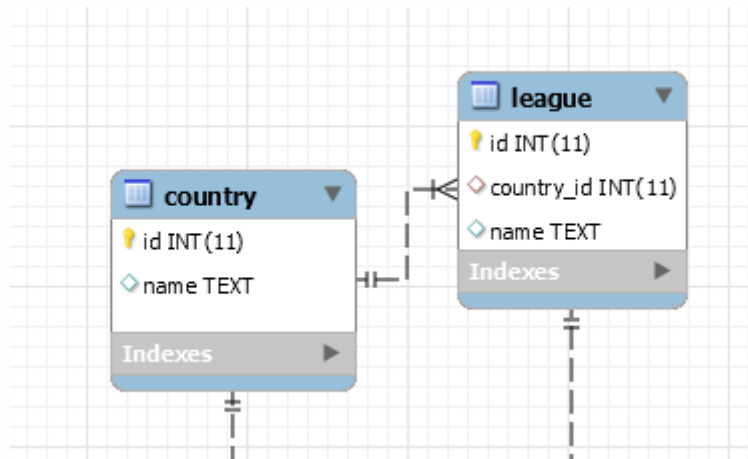 country
id INT(11)
name TEXT
Indexes
league
id INT(11)
country_id INT(11)
name TEXT
Indexes